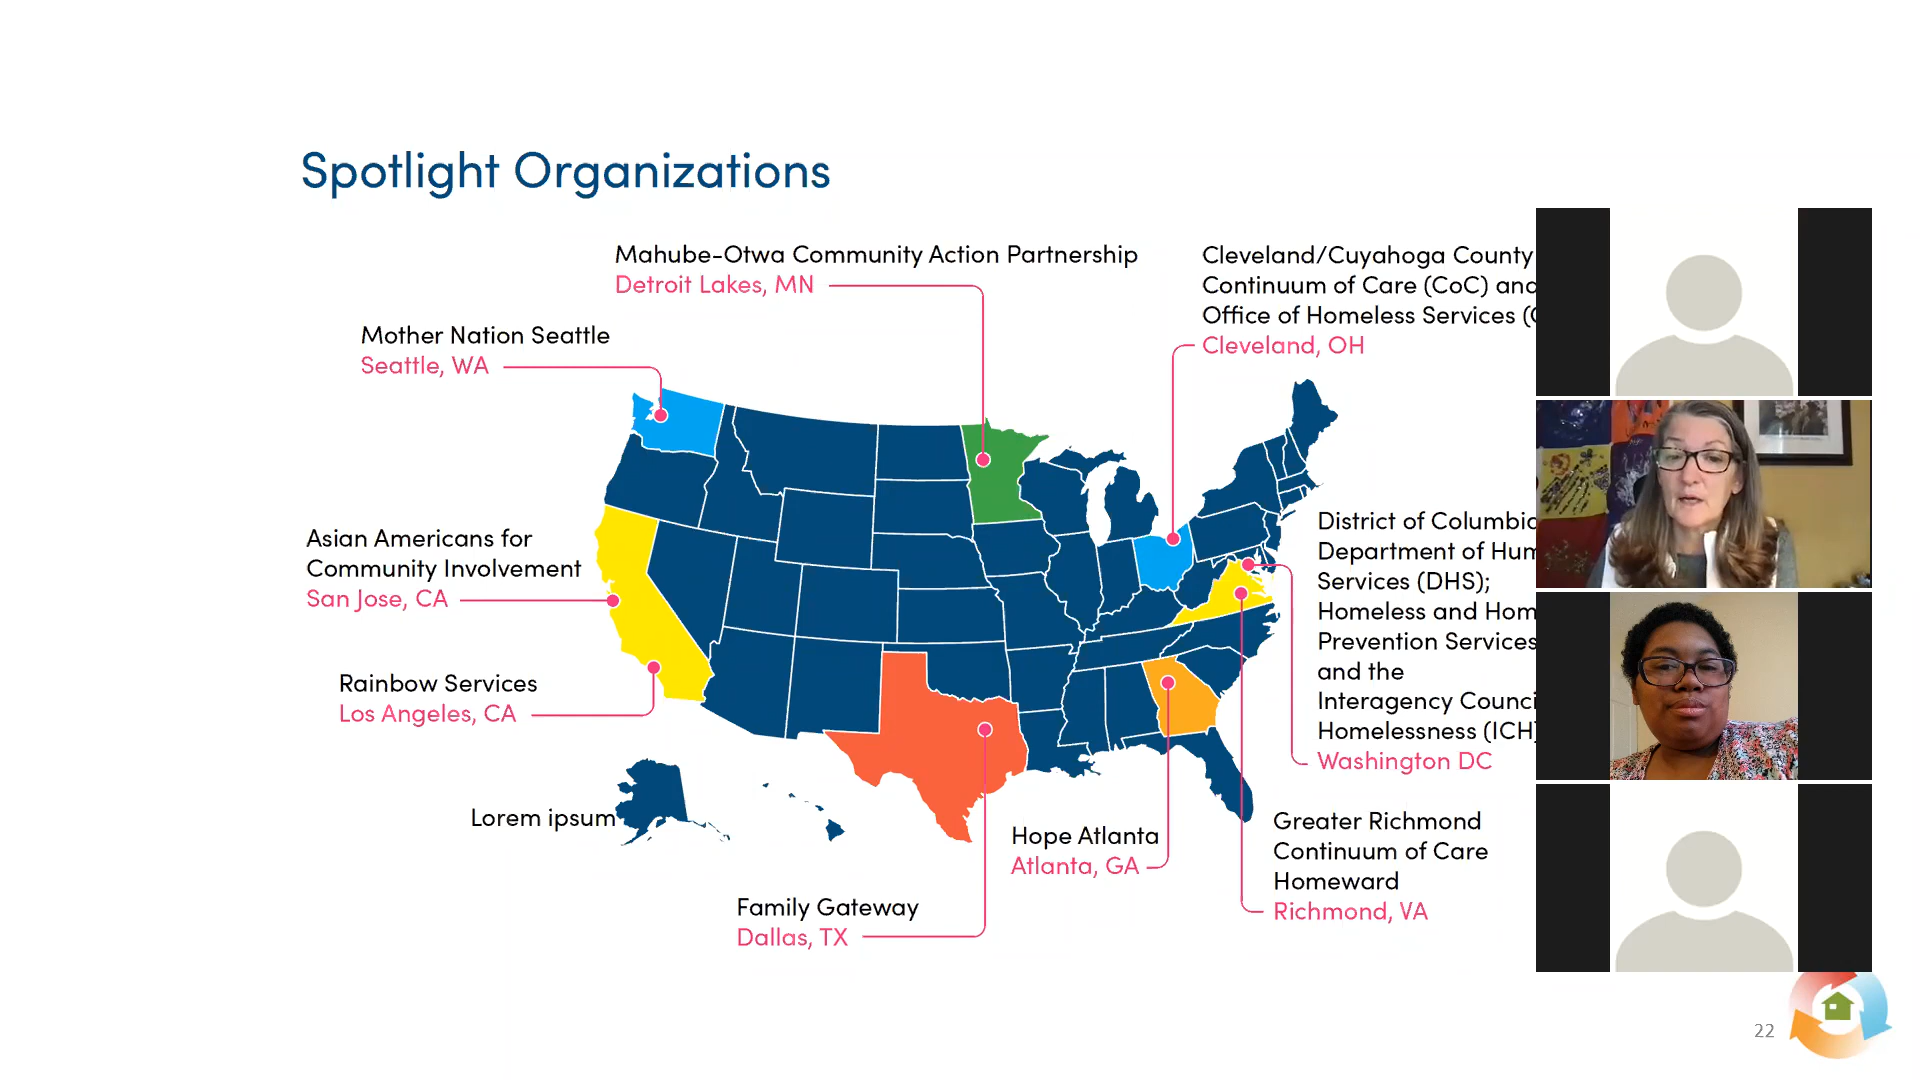 Spotlight Organizations
Mahube-Otwa Community Action Partnership
Detroit Lakes, MN
Cleveland/Cuyahoga County
Continuum of Care (CoC) and
Office of Homeless Services (
Cleveland, OH
Mother Nation Seattle
Seattle, WA
Asian Americans for
Community Involvement
San Jose, CA
Rainbow Services
Los Angeles, CA
District of Columbia
Department of Hum
Services (DHS);
Homeless and Hom
Prevention Services
and the
Interagency Counci
Homelessness (ICH)
Washington DC
Lorem ipsum
Hope Atlanta
Atlanta, GA
Greater Richmond
Continuum of Care
Homeward
Richmond, VA
Family Gateway
Dallas, TX
22